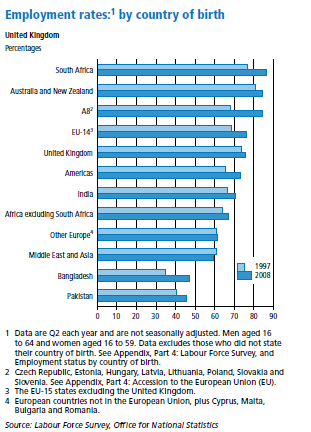 Employment rates:¹ by country of birth
United Kingdom
Percentages
South Africa
Australia and New Zealand
A8²
EU-14³
United Kingdom
Americas
India
Africa excluding South Africa
Other Europe⁴
Middle East and Asia
Bangladesh
Pakistan
1997
2008
0 10 20 30 40 50 60 70 80 90
1 Data are Q2 each year and are not seasonally adjusted. Men aged 16
to 64 and women aged 16 to 59. Data excludes those who did not state
their country of birth. See Appendix, Part 4: Labour Force Survey, and
Employment status by country of birth.
2 Czech Republic, Estonia, Hungary, Latvia, Lithuania, Poland, Slovakia and
Slovenia. See Appendix, Part 4: Accession to the European Union (EU).
3 The EU-15 states excluding the United Kingdom.
4 European countries not in the European Union, plus Cyprus, Malta,
Bulgaria and Romania.
Source: Labour Force Survey, Office for National Statistics